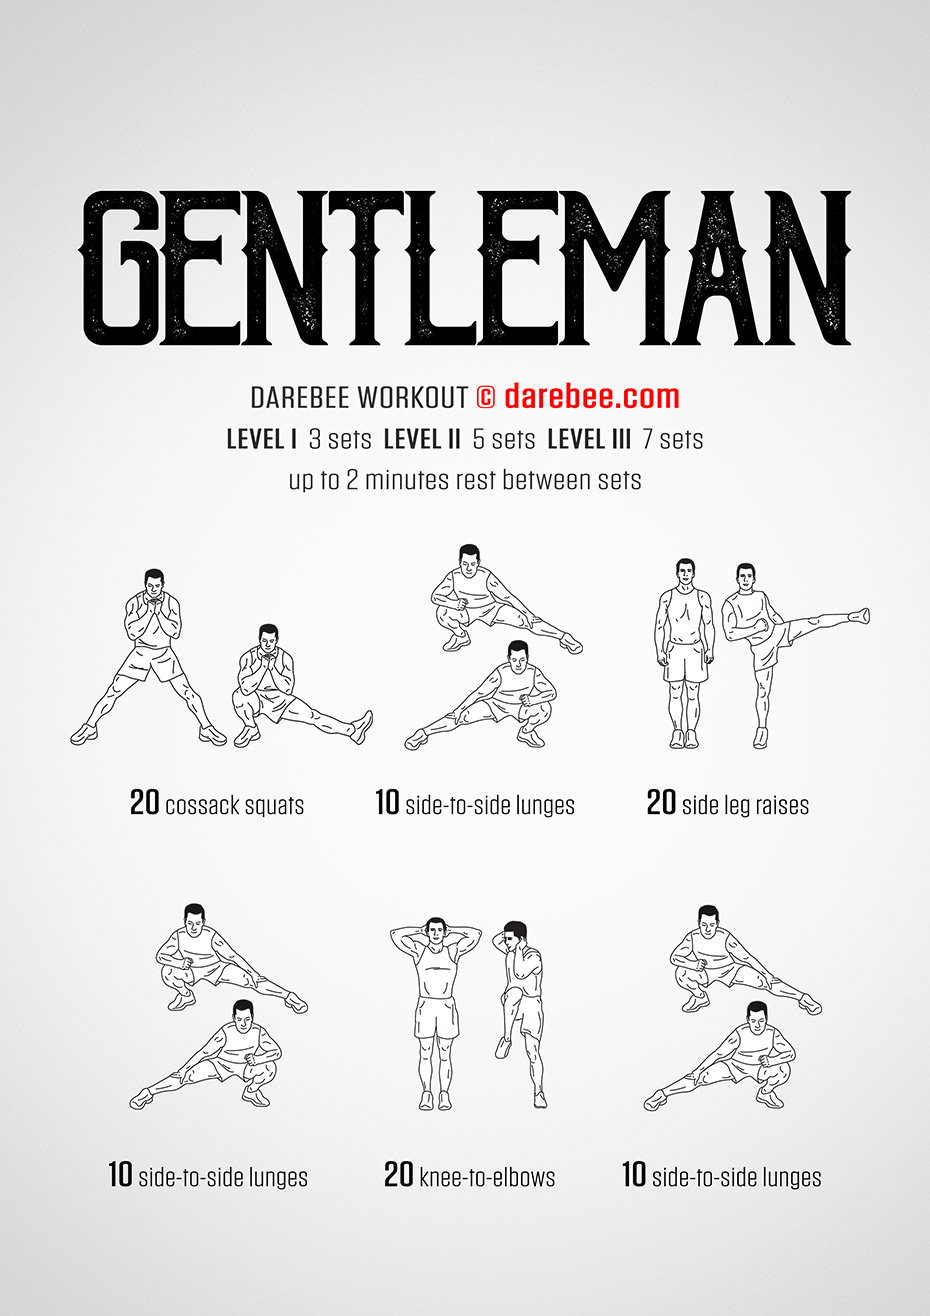 GENTLEMAN
DAREBEE WORKOUT © darebee.com
LEVEL I 3 sets LEVEL II 5 sets LEVEL III 7 sets
up to 2 minutes rest between sets
20 cossack squats
10 side-to-side lunges
20 side leg raises
10 side-to-side lunges
20 knee-to-elbows
10 side-to-side lunges